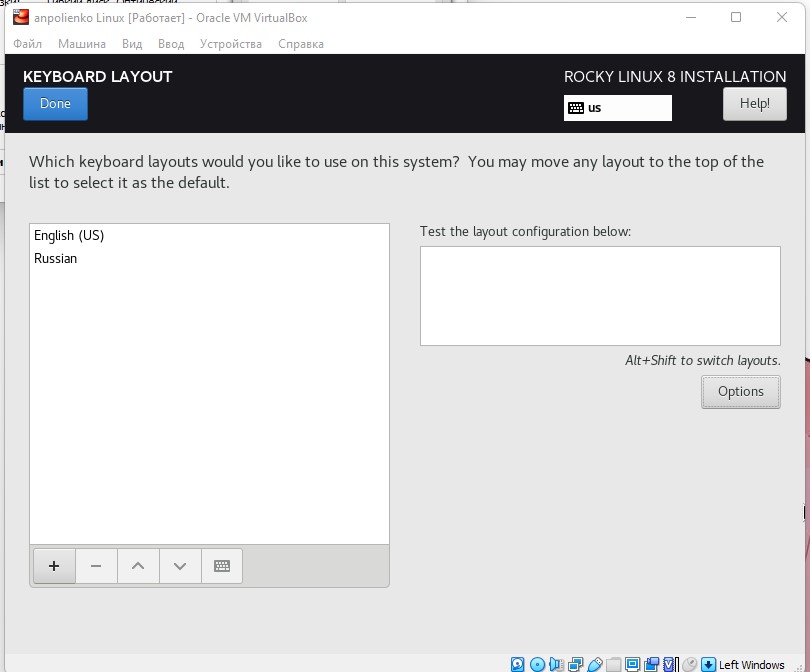 anpolienko Linux [Работает] - Oracle VM VirtualBox
Файл Машина Вид Ввод Устройства Справка
KEYBOARD LAYOUT
ROCKY LINUX 8 INSTALLATION
Done
us
Help!
Which keyboard layouts would you like to use on this system? You may move any layout to the top of the
list to select it as the default.
English (US)
Russian
Test the layout configuration below:
Alt+Shift to switch layouts.
Options
Left Windows